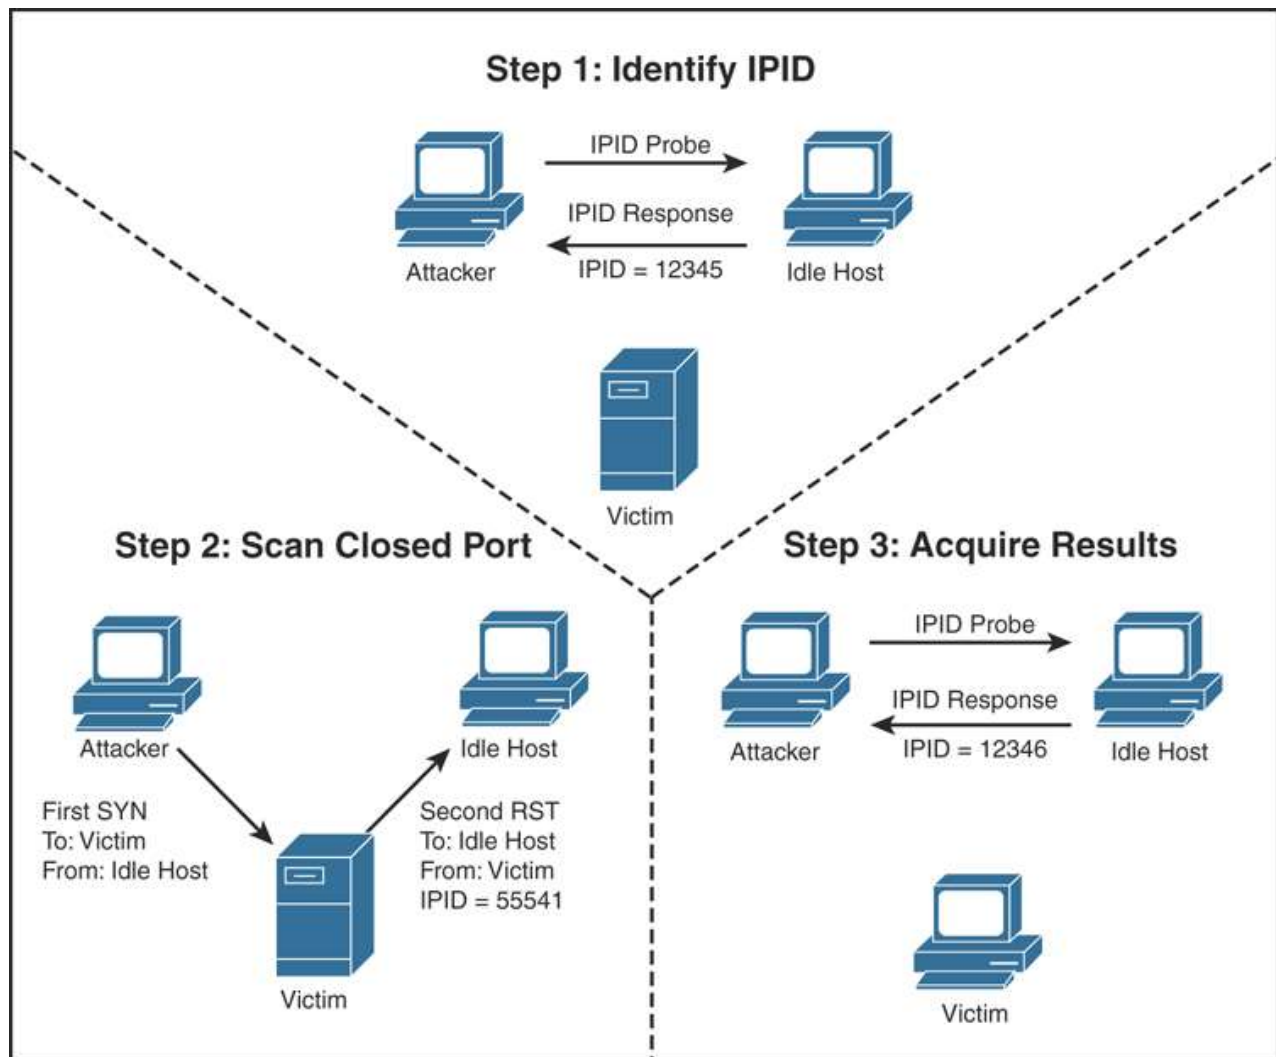 Step 1: Identify IPID
IPID Probe
IPID Response
IPID = 12345
Attacker
Idle Host
Victim
Step 2: Scan Closed Port
Attacker
Idle Host
First SYN
To: Victim
From: Idle Host
Second RST
To: Idle Host
From: Victim
IPID = 55541
Victim
Step 3: Acquire Results
IPID Probe
IPID Response
IPID = 12346
Attacker
Idle Host
Victim